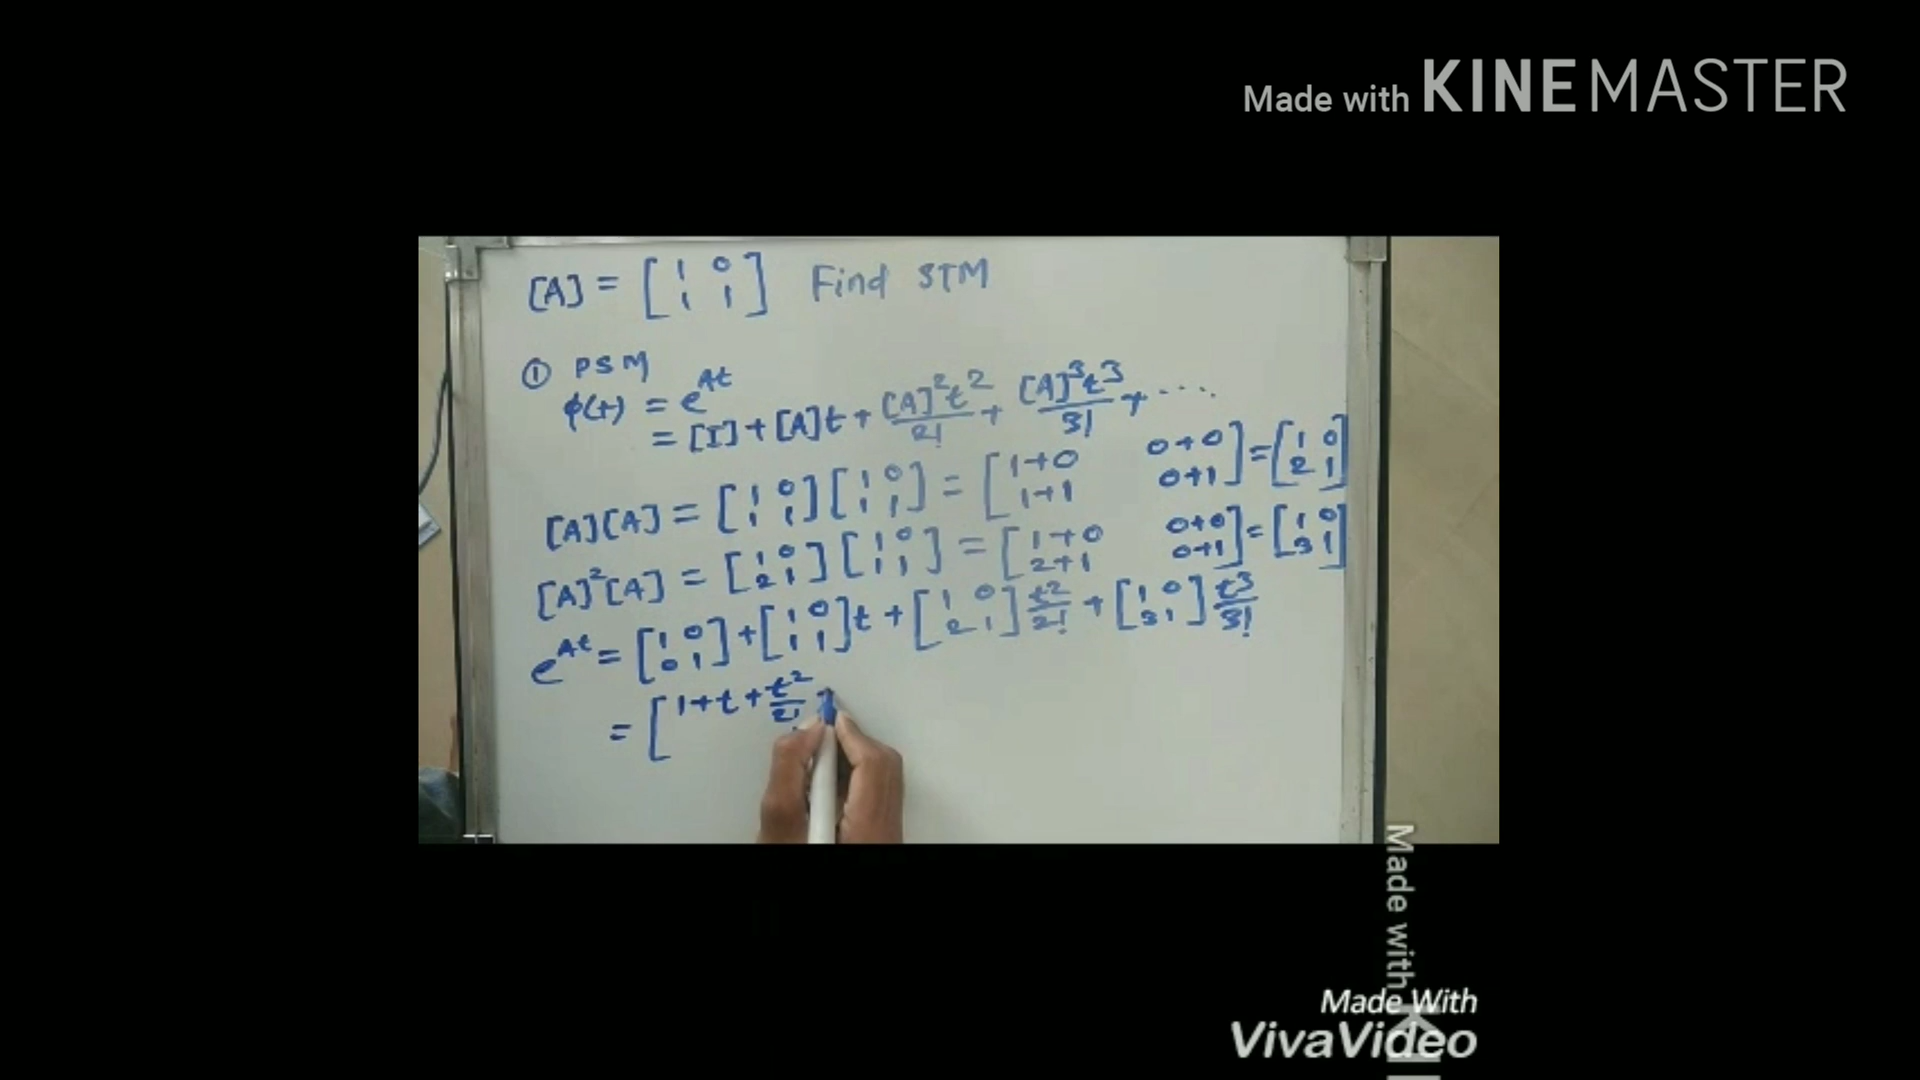 Made with KINEMASTER
[A] = [1 0 1 1] Find STM
① PSM
φ(t) = e^At
= [I] + [A]t + [A]²t²/2! + [A]³t³/3! + ....
[A][A] = [1 0 1 1][1 0 1 1] = [1+0 0+0 1+1 0+1] = [1 0 2 1]
[A]²[A] = [1 0 2 1][1 0 1 1] = [1+0 0+0 2+1 0+1] = [1 0 3 1]
e^At = [1 0 0 1] + [1 0 1 1]t + [1 0 2 1]t²/2! + [1 0 3 1]t³/3!
= [1+t+t²/2! +
Made with
Made With
VivaVideo